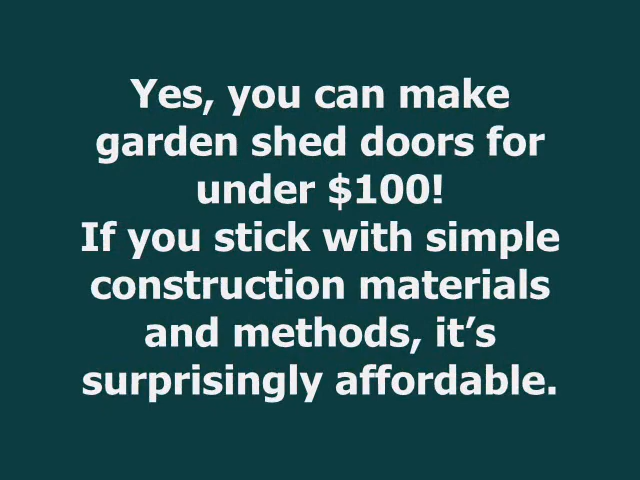 Yes, you can make
garden shed doors for
under $100!
If you stick with simple
construction materials
and methods, it’s
surprisingly affordable.